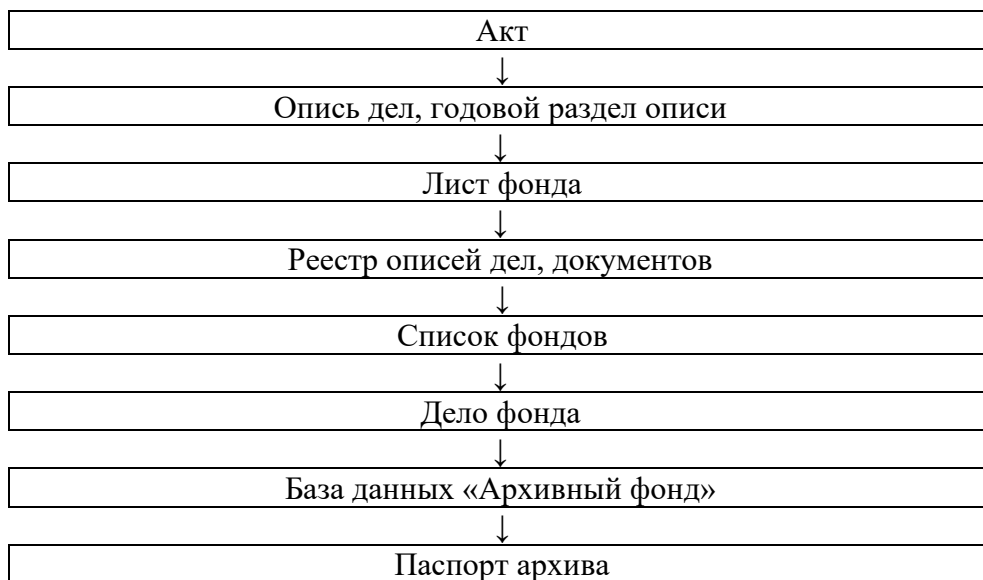 Акт
↓
Опись дел, годовой раздел описи
↓
Лист фонда
↓
Реестр описей дел, документов
↓
Список фондов
↓
Дело фонда
↓
База данных «Архивный фонд»
↓
Паспорт архива